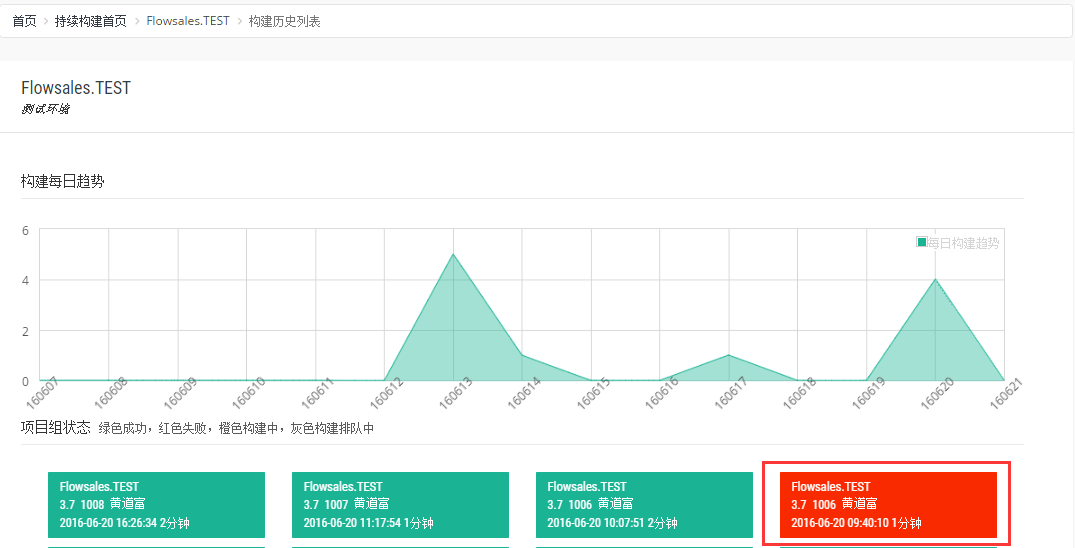 首页 > 持续构建首页 > Flowsales.TEST > 构建历史列表
Flowsales.TEST
测试环境
构建每日趋势
每日构建趋势
6
4
2
0
160607 160608 160609 160610 160611 160612 160613 160614 160615 160616 160617 160618 160619 160620 160621
项目组状态 绿色成功，红色失败，橙色构建中，灰色构建排队中
Flowsales.TEST
3.7 1008 黄道富
2016-06-20 16:26:34 2分钟
Flowsales.TEST
3.7 1007 黄道富
2016-06-20 11:17:54 1分钟
Flowsales.TEST
3.7 1006 黄道富
2016-06-20 10:07:51 2分钟
Flowsales.TEST
3.7 1006 黄道富
2016-06-20 09:40:10 1分钟